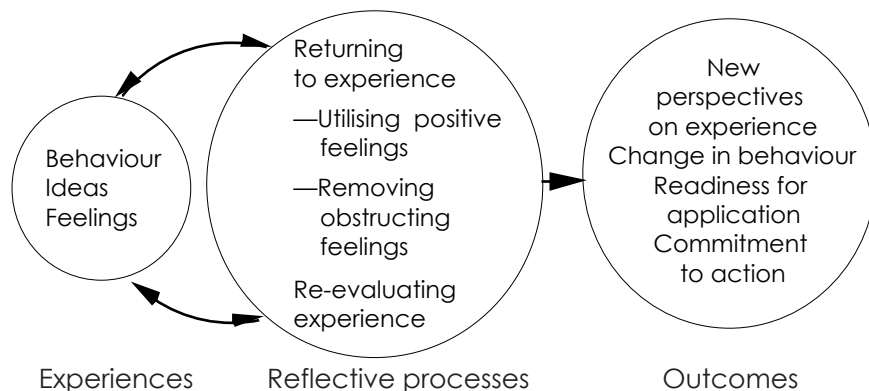 Behaviour
Ideas
Feelings
Returning
to experience
—Utilising positive
feelings
—Removing
obstructing
feelings
Re-evaluating
experience
New
perspectives
on experience
Change in behaviour
Readiness for
application
Commitment
to action
Experiences
Reflective processes
Outcomes